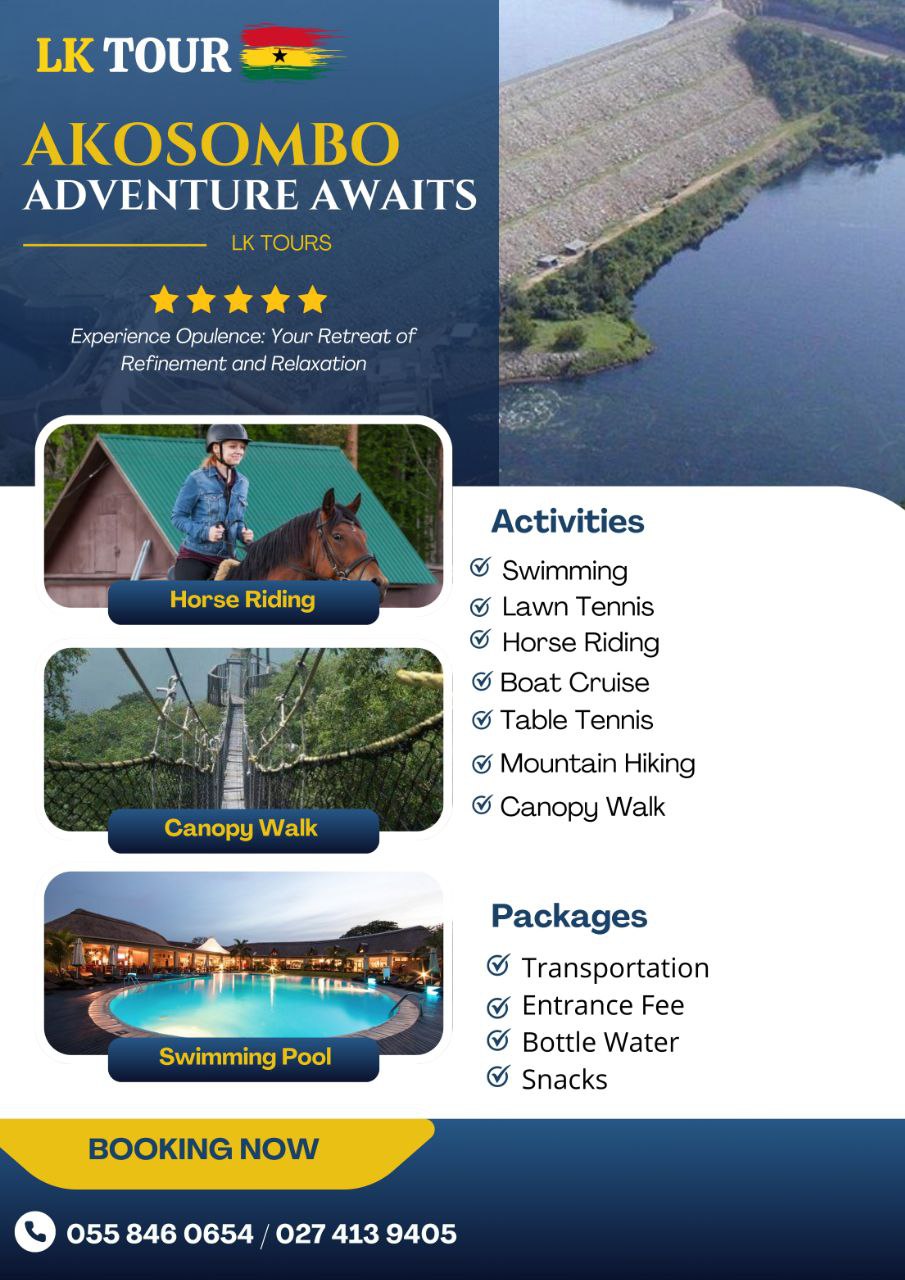 LK TOUR
AKOSOMBO
ADVENTURE AWAITS
LK TOURS
Experience Opulence: Your Retreat of
Refinement and Relaxation
Horse Riding
Canopy Walk
Swimming Pool
Activities
Swimming
Lawn Tennis
Horse Riding
Boat Cruise
Table Tennis
Mountain Hiking
Canopy Walk
Packages
Transportation
Entrance Fee
Bottle Water
Snacks
BOOKING NOW
055 846 0654 / 027 413 9405